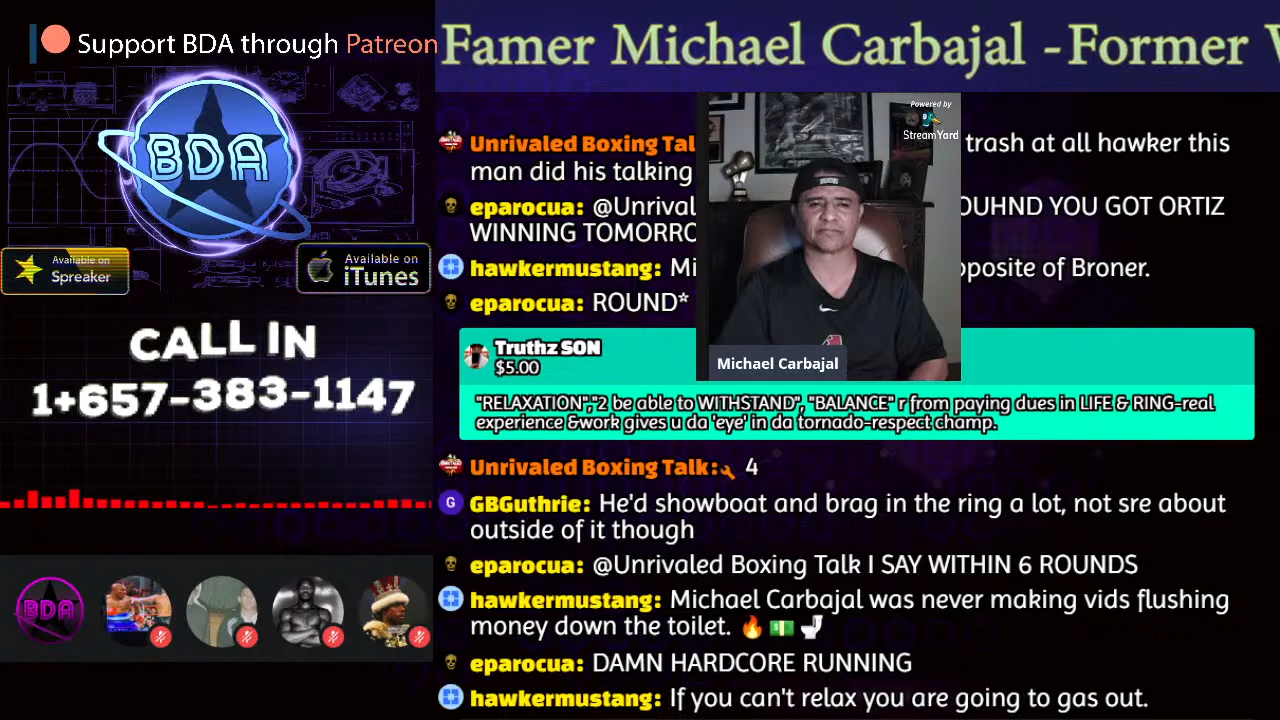 Support BDA through Patreon
Famer Michael Carbajal -Former
BDA
Available on
Spreaker
Available on
iTunes
CALL IN
1+657-383-1147
BDA
Powered by
StreamYard
Michael Carbajal
Unrivaled Boxing Tal trash at all hawker this
man did his talking
eparocua: @Unrival OUHND YOU GOT ORTIZ
WINNING TOMORRO
hawkermustang: Mi pposite of Broner.
eparocua: ROUND*
Truthz SON
$5.00
"RELAXATION","2 be able to WITHSTAND", "BALANCE" r from paying dues in LIFE & RING-real
experience &work gives u da 'eye' in da tornado-respect champ.
Unrivaled Boxing Talk: 4
G GBGuthrie: He'd showboat and brag in the ring a lot, not sre about
outside of it though
eparocua: @Unrivaled Boxing Talk I SAY WITHIN 6 ROUNDS
hawkermustang: Michael Carbajal was never making vids flushing
money down the toilet. 🔥💵🚽
eparocua: DAMN HARDCORE RUNNING
hawkermustang: If you can't relax you are going to gas out.